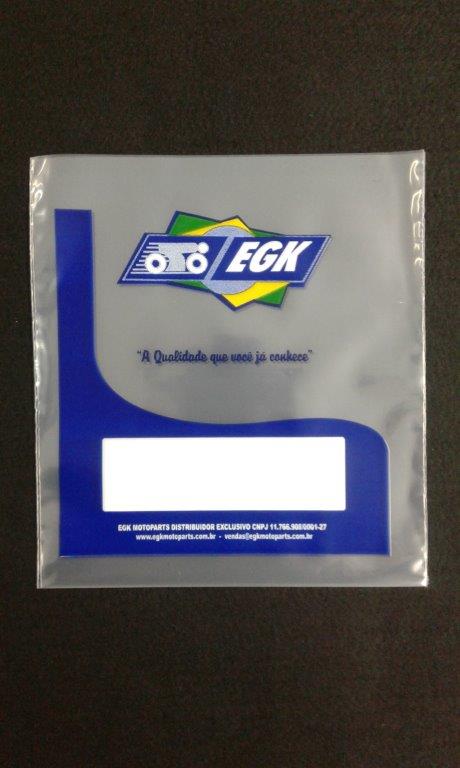 EGK
"A Qualidade que você já conhece"
EGK MOTOPARTS DISTRIBUIDOR EXCLUSIVO CNPJ 11.766.908/0001-27
www.egkmotoparts.com.br - vendas@egkmotoparts.com.br